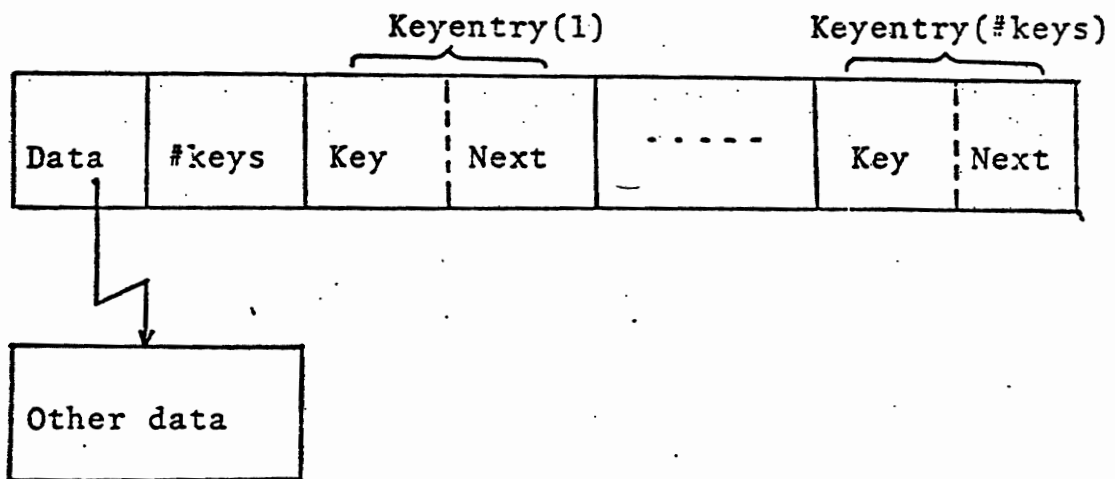 Keyentry(1) Keyentry(#keys)
Data #keys Key Next ..... Key Next
Other data